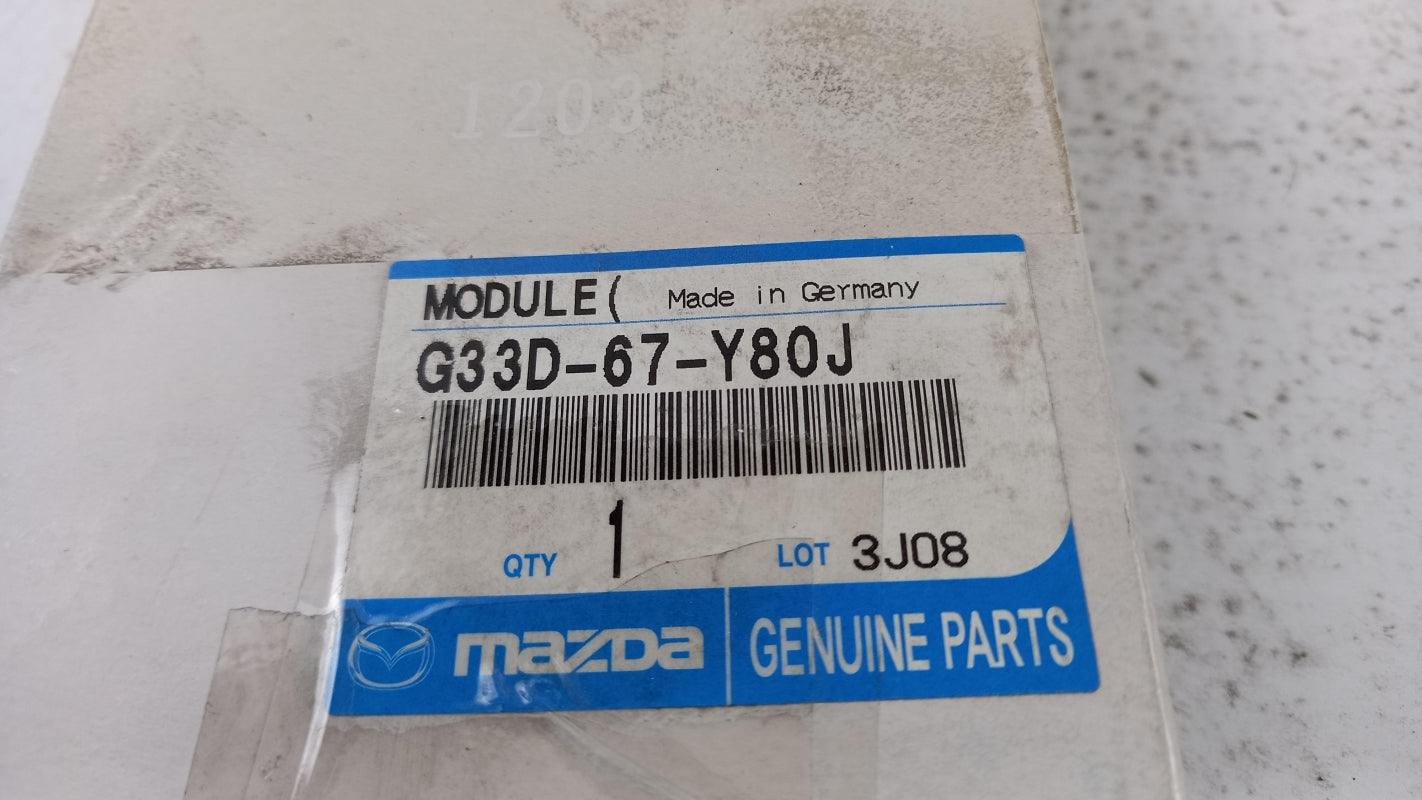 1203
MODULE( Made in Germany
G33D-67-Y80J
QTY 1 LOT 3J08
mazda GENUINE PARTS